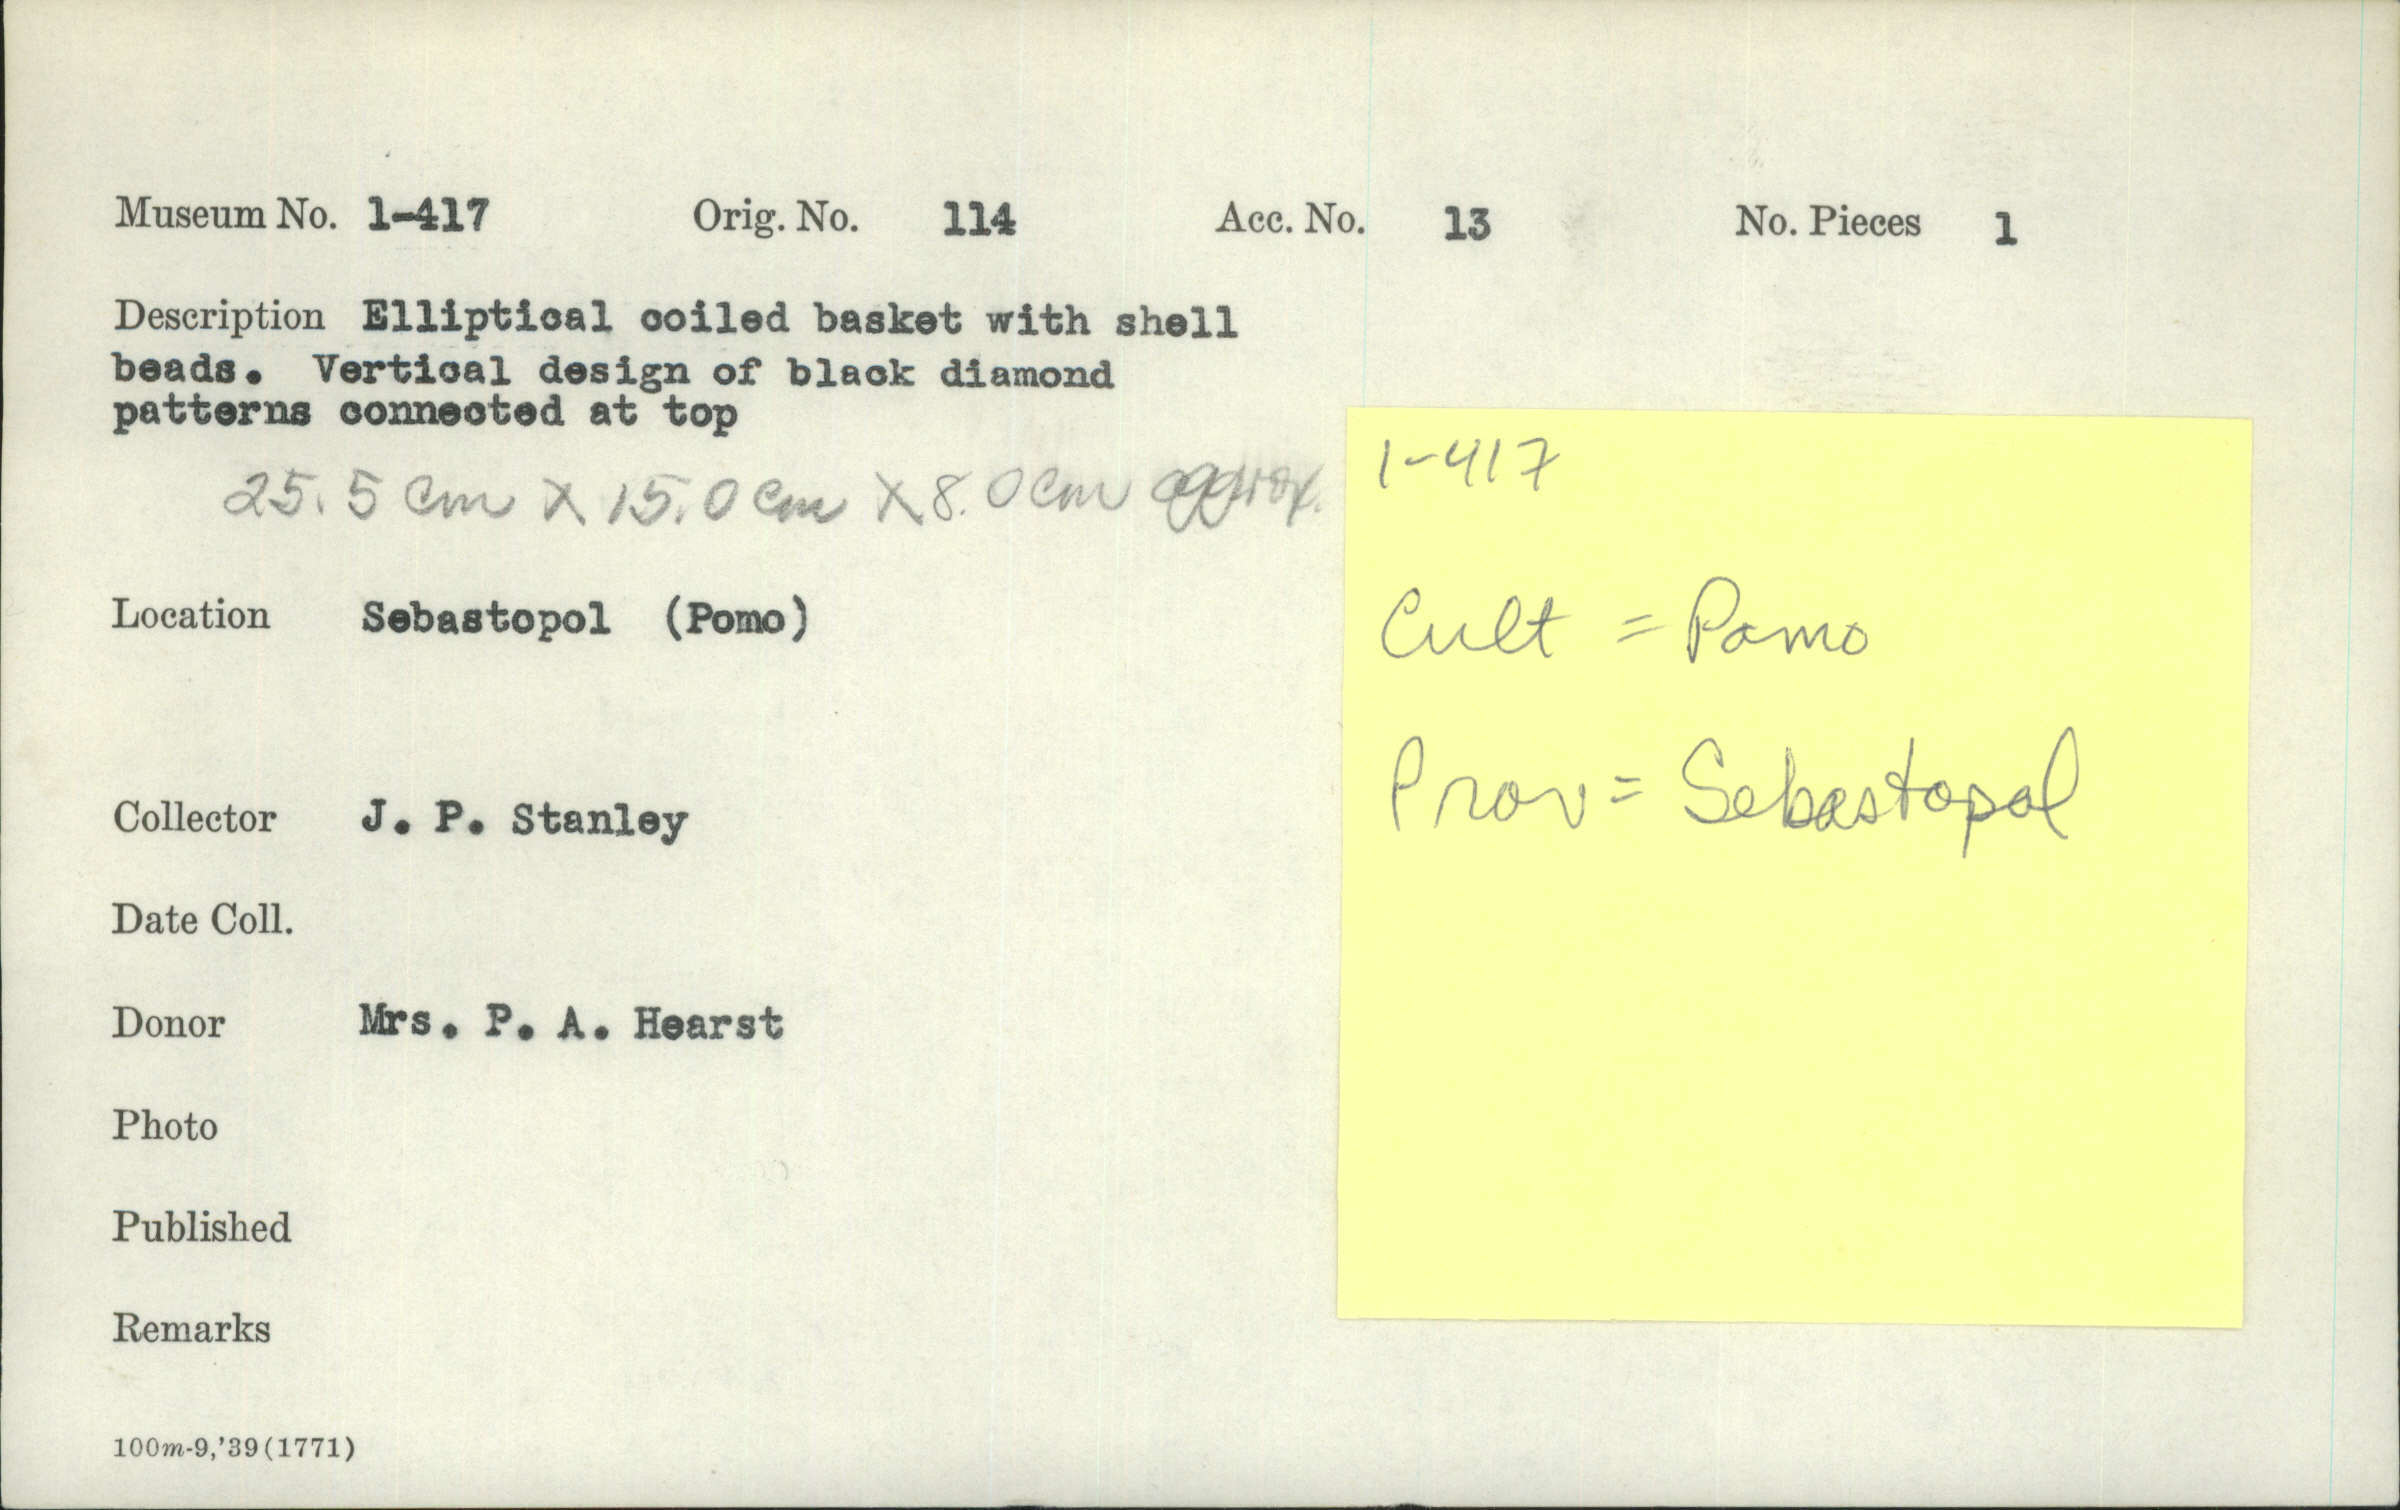 Museum No. 1-417 Orig. No. 114 Acc. No. 13 No. Pieces 1
Description Elliptical coiled basket with shell
beads. Vertical design of black diamond
patterns connected at top
25.5 cm X 15.0 cm X 8.0 cm approx.
Location Sebastopol (Pomo)
Collector J. P. Stanley
Date Coll.
Donor Mrs. P. A. Hearst
Photo
Published
Remarks
100m-9,'39(1771)
1-417
Cult = Pomo
Prov = Sebastopol